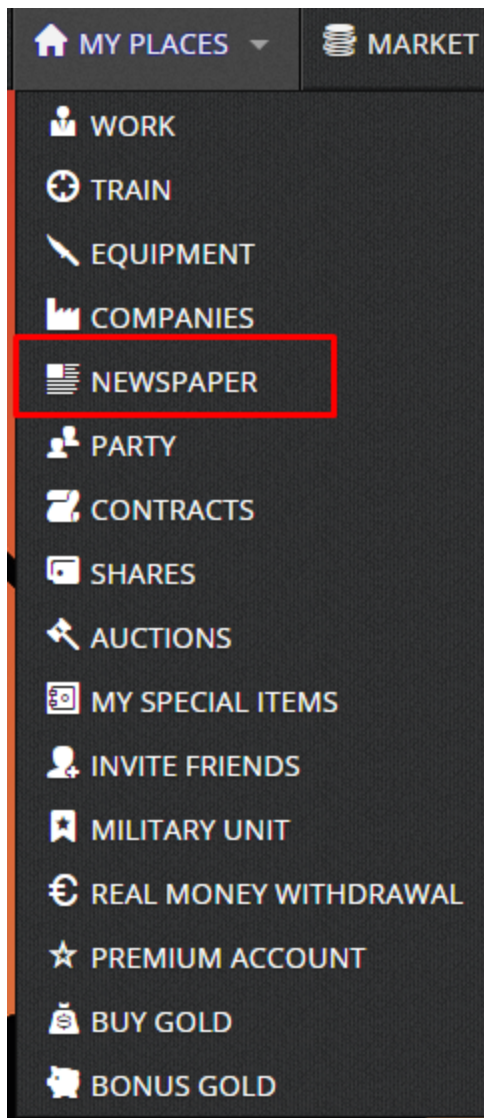 MY PLACES MARKET
WORK
TRAIN
EQUIPMENT
COMPANIES
NEWSPAPER
PARTY
CONTRACTS
SHARES
AUCTIONS
MY SPECIAL ITEMS
INVITE FRIENDS
MILITARY UNIT
REAL MONEY WITHDRAWAL
PREMIUM ACCOUNT
BUY GOLD
BONUS GOLD